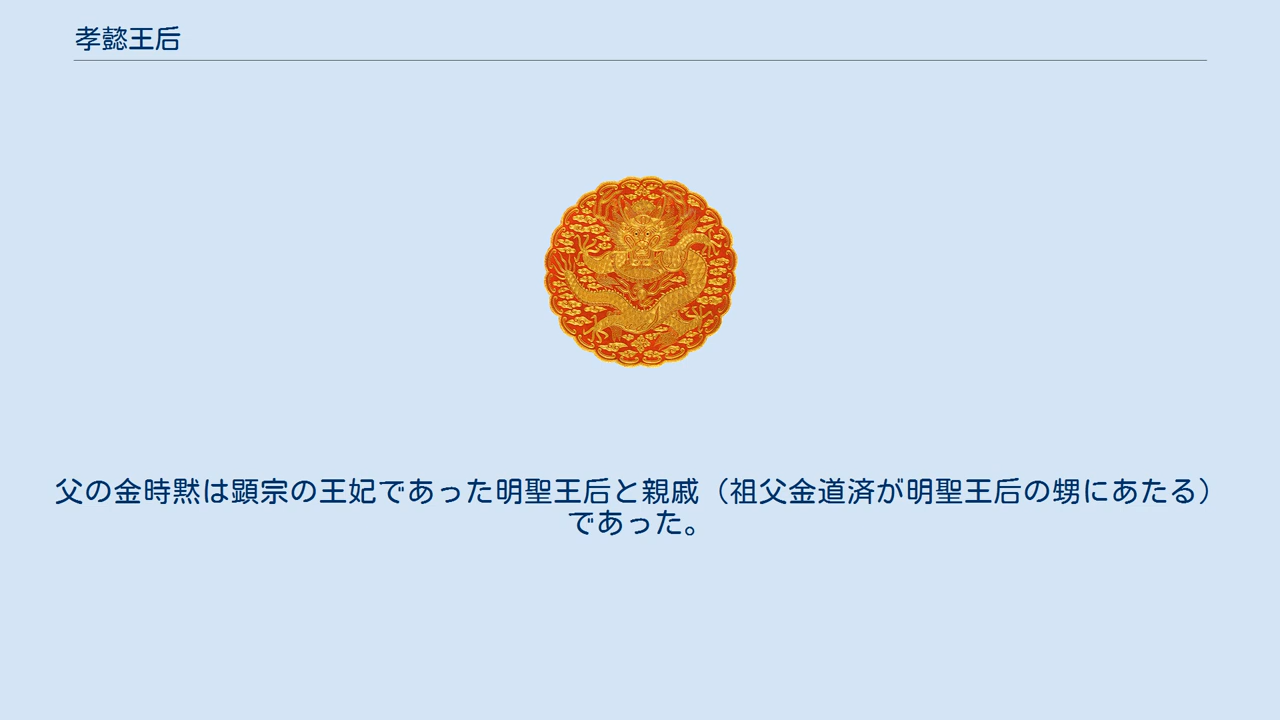 孝懿王后
父の金時黙は顕宗の王妃であった明聖王后と親戚（祖父金道済が明聖王后の甥にあたる）
であった。